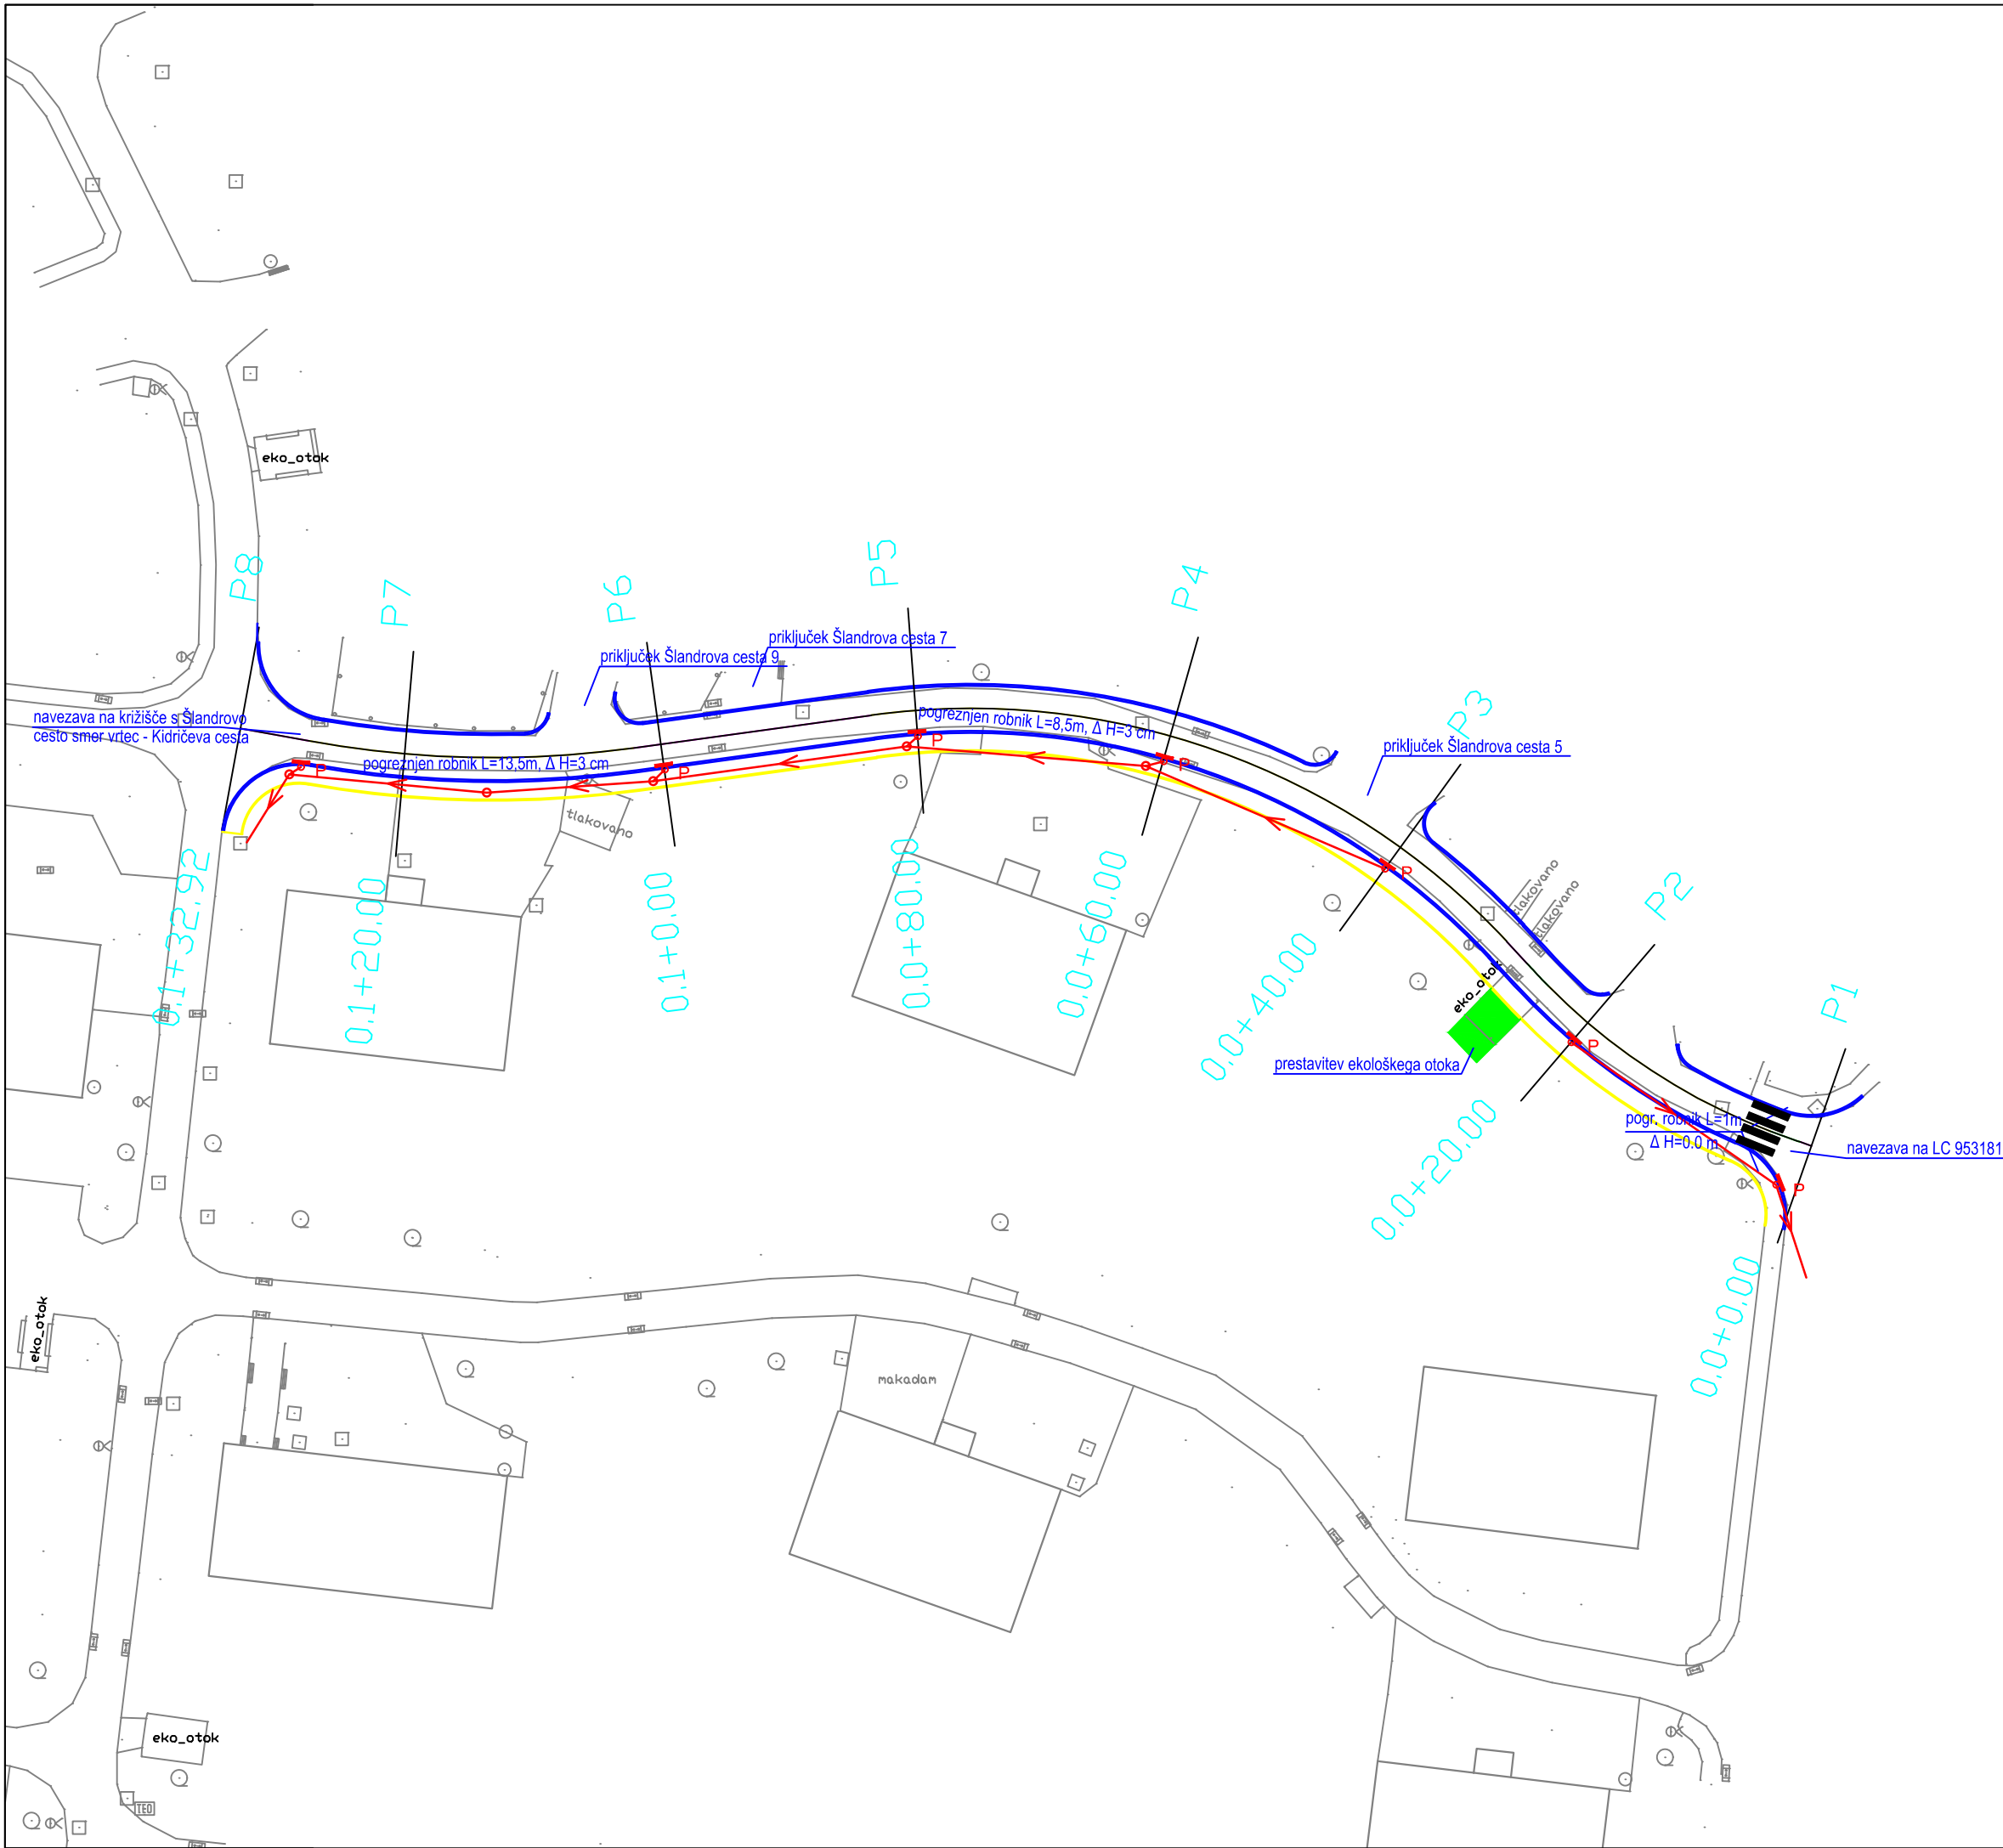 eko_otok
P8
P7
P6
P5
P4
P3
P2
P1
priključek Šlandrova cesta 7
priključek Šlandrova cesta 9
navezava na križišče s Šlandrovo
cesto smer vrtec - Kidričeva cesta
pogreznjen robnik L=8,5m, Δ H=3 cm
priključek Šlandrova cesta 5
pogreznjen robnik L=13,5m, Δ H=3 cm
P
P
P
P
P
P
P
tlakovano
tlakovano
tlakovano
eko_otok
prestavitev ekološkega otoka
pogr. robnik L=1m
Δ H=0.0 m
navezava na LC 953181
0.1+32.92
0.1+20.00
0.1+0.00
0.0+80.00
0.0+60.00
0.0+40.00
0.0+20.00
0.0+0.00
eko_otok
makadam
eko_otok
TEO